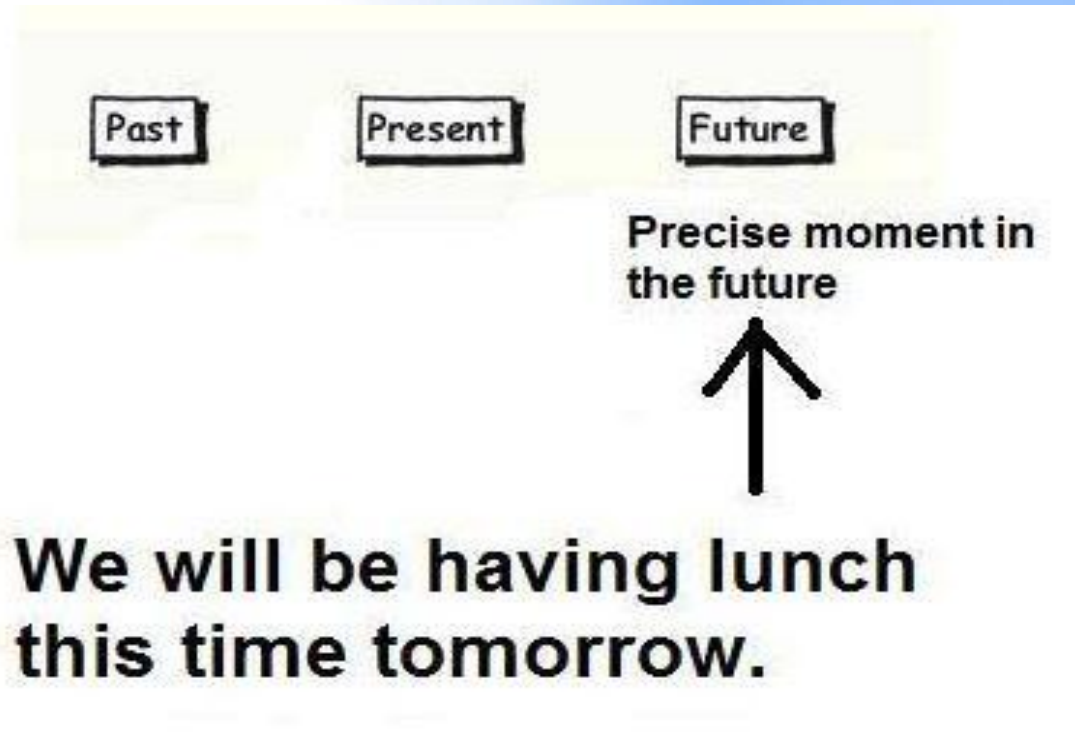 Past Present Future
Precise moment in
the future
We will be having lunch
this time tomorrow.